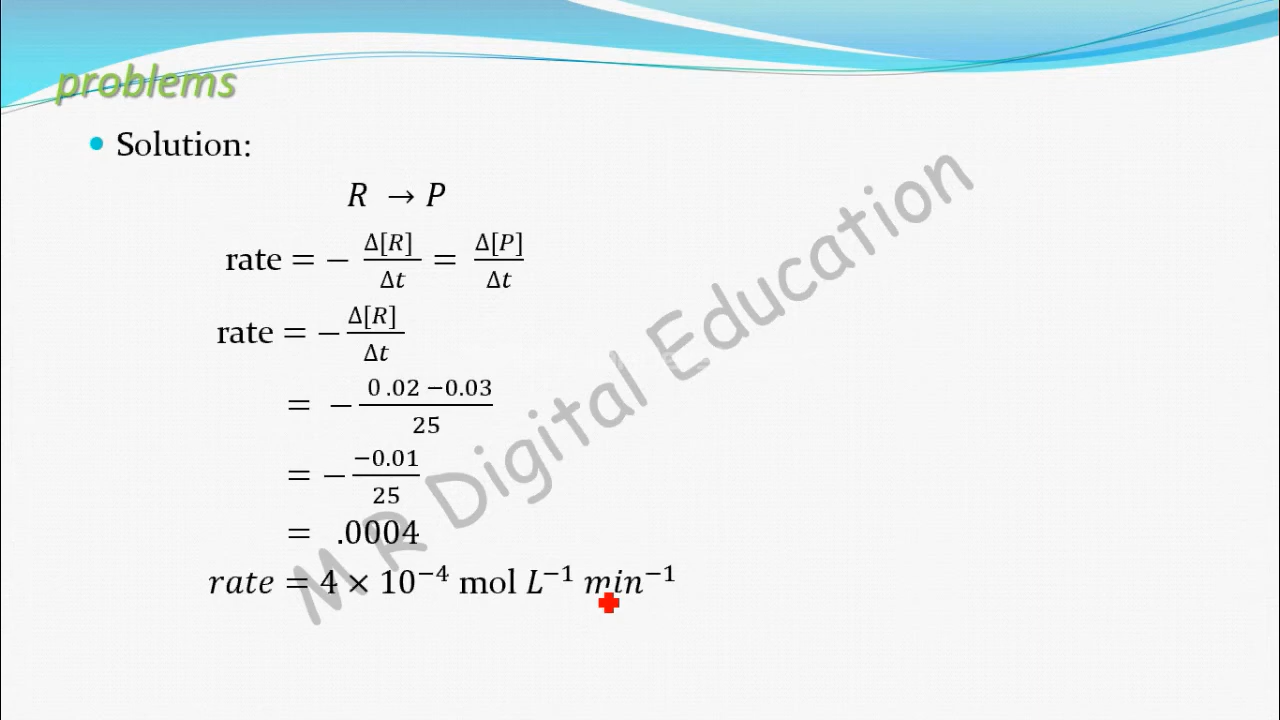 problems
• Solution:
R → P
rate = − Δ[R]/Δt = Δ[P]/Δt
rate = − Δ[R]/Δt
= − 0 .02 −0.03/25
= − −0.01/25
= .0004
rate = 4 × 10⁻⁴ mol L⁻¹ min⁻¹
M R Digital Education